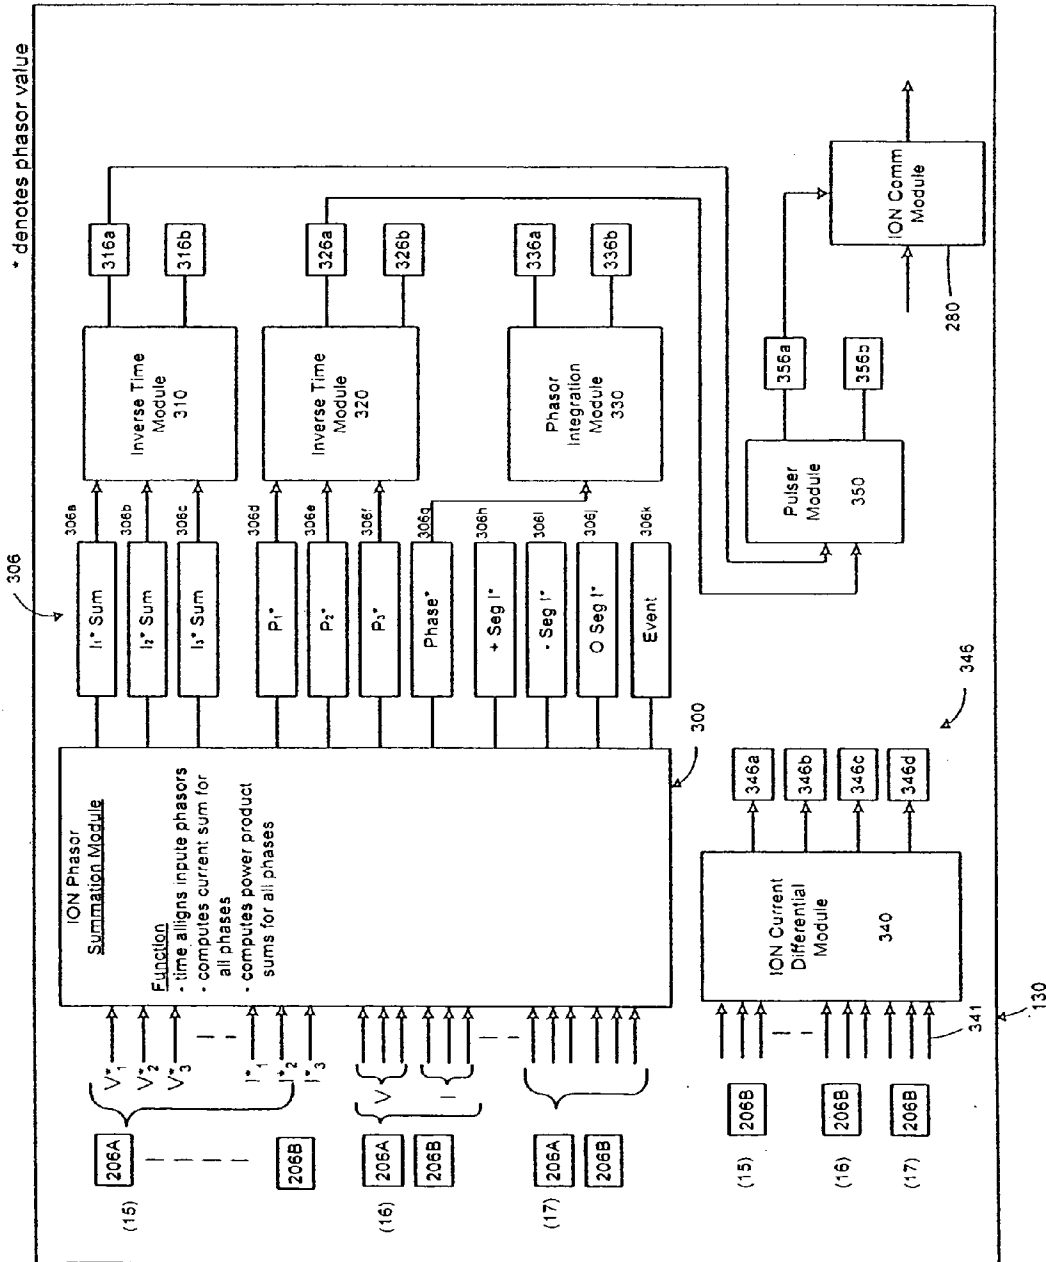 * denotes phasor value
306
ION Phasor
Summation Module
Function
- time alligns inpute phasors
- computes current sum for
all phases
- computes power product
sums for all phases
300
(15)
206A
206B
V*1
V*2
V*3
I*1
I*2
I*3
(16)
206A
206B
V
I
(17)
206A
206B
I1* Sum
306a
I2* Sum
306b
I3* Sum
306c
P1*
306d
P2*
306e
P3*
306f
Phase*
306g
+ Seg I*
306h
- Seg I*
306i
O Seg I*
306j
Event
306k
Inverse Time
Module
310
316a
316b
Inverse Time
Module
320
326a
326b
Phasor
Integration
Module
330
336a
336b
(15)
206B
(16)
206B
(17)
206B
341
130
ION Current
Differential
Module
340
346a
346b
346c
346d
346
Pulser
Module
350
356a
356b
ION Comm
Module
280